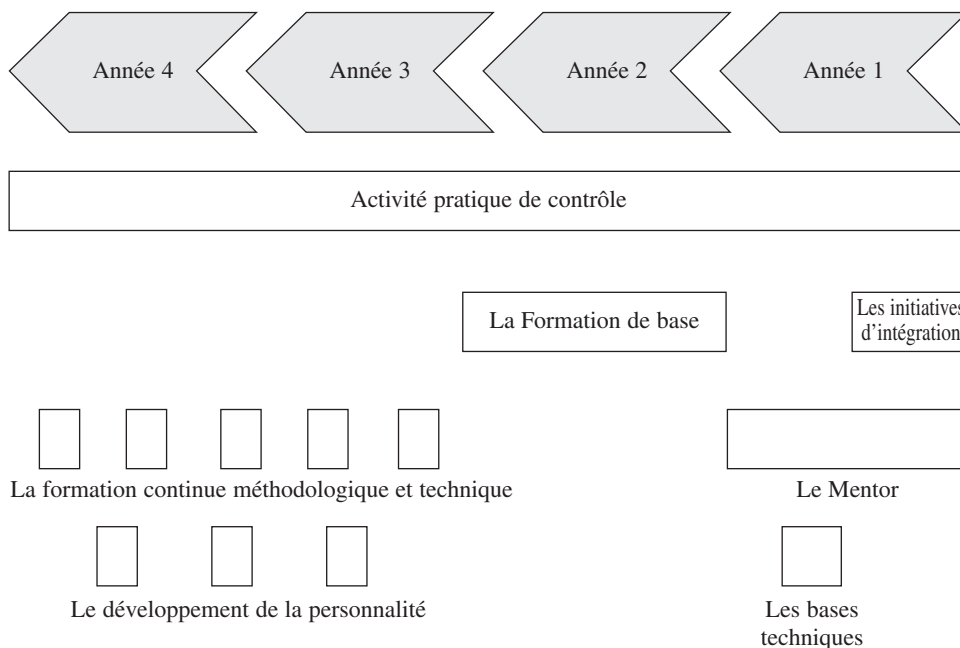 Année 4
Année 3
Année 2
Année 1
Activité pratique de contrôle
La Formation de base
Les initiatives
d'intégration
La formation continue méthodologique et technique
Le Mentor
Le développement de la personnalité
Les bases
techniques